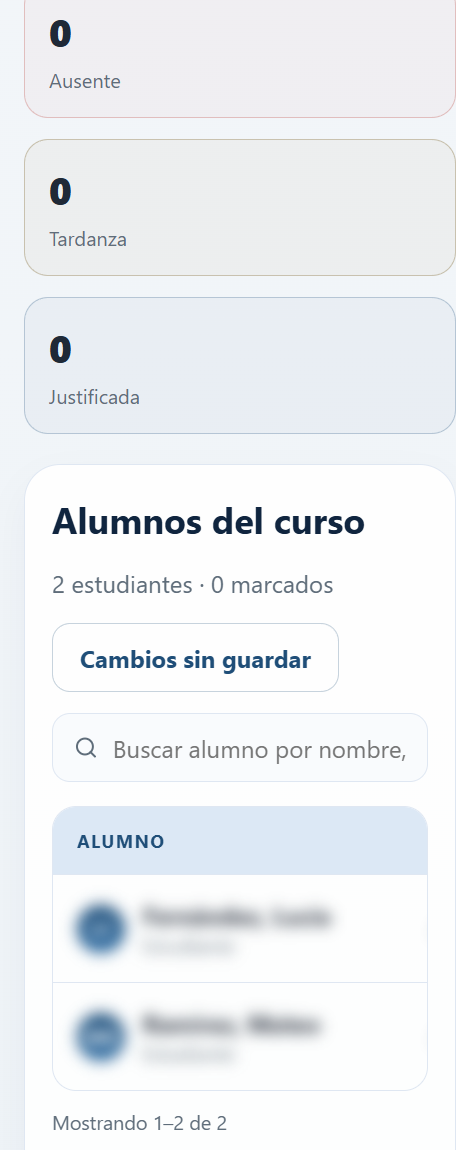 0
Ausente
0
Tardanza
0
Justificada
Alumnos del curso
2 estudiantes · 0 marcados
Cambios sin guardar
Buscar alumno por nombre,
ALUMNO
Mostrando 1–2 de 2